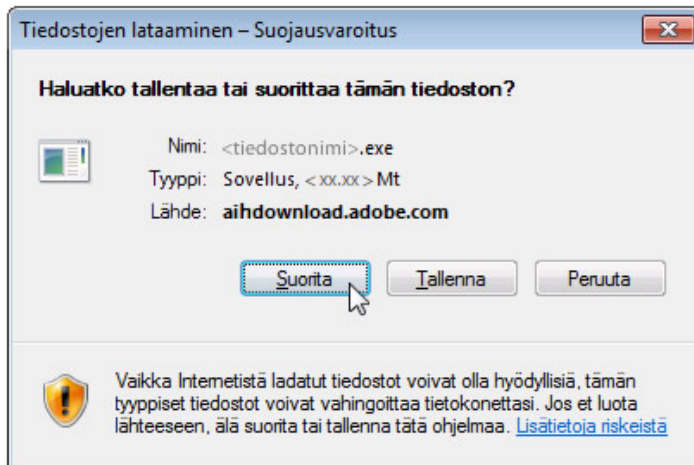 Tiedostojen lataaminen – Suojausvaroitus
Haluatko tallentaa tai suorittaa tämän tiedoston?
Nimi: <tiedostonimi>.exe
Tyyppi: Sovellus, <xx.xx> Mt
Lähde: aihdownload.adobe.com
Suorita Tallenna Peruuta
Vaikka Internetistä ladatut tiedostot voivat olla hyödyllisiä, tämän
tyyppiset tiedostot voivat vahingoittaa tietokonettasi. Jos et luota
lähteeseen, älä suorita tai tallenna tätä ohjelmaa. Lisätietoja riskeistä